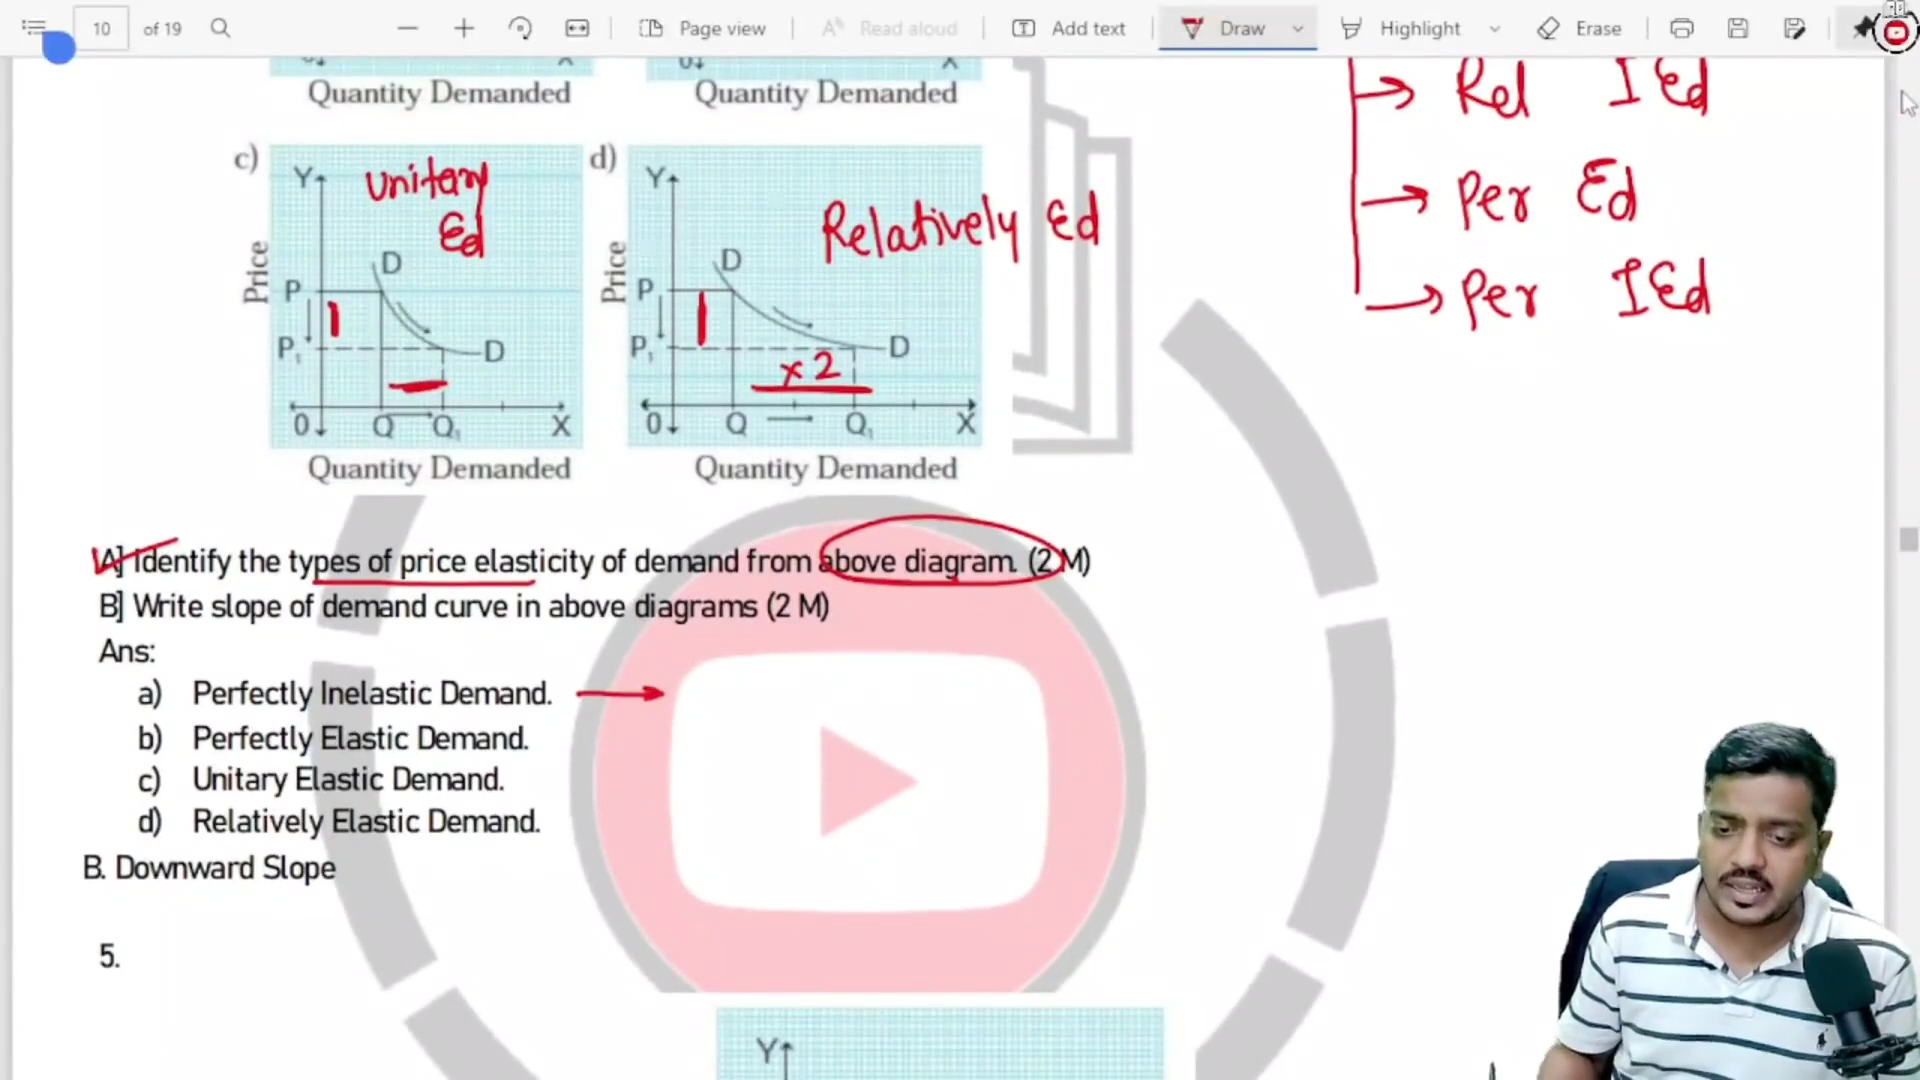 10 of 19 Page view Read aloud Add text Draw Highlight Erase
Quantity Demanded Quantity Demanded
Rel IEd
Per Ed
Per IEd
c)
Y
Unitary
Ed
D
Price
P
P₁
D
0 Q Q₁ X
Quantity Demanded
d)
Y
Relatively Ed
D
Price
P
P₁
D
x 2
0 Q Q₁ X
Quantity Demanded
A] Identify the types of price elasticity of demand from above diagram. (2 M)
B] Write slope of demand curve in above diagrams (2 M)
Ans:
a) Perfectly Inelastic Demand.
b) Perfectly Elastic Demand.
c) Unitary Elastic Demand.
d) Relatively Elastic Demand.
B. Downward Slope
5.
Y